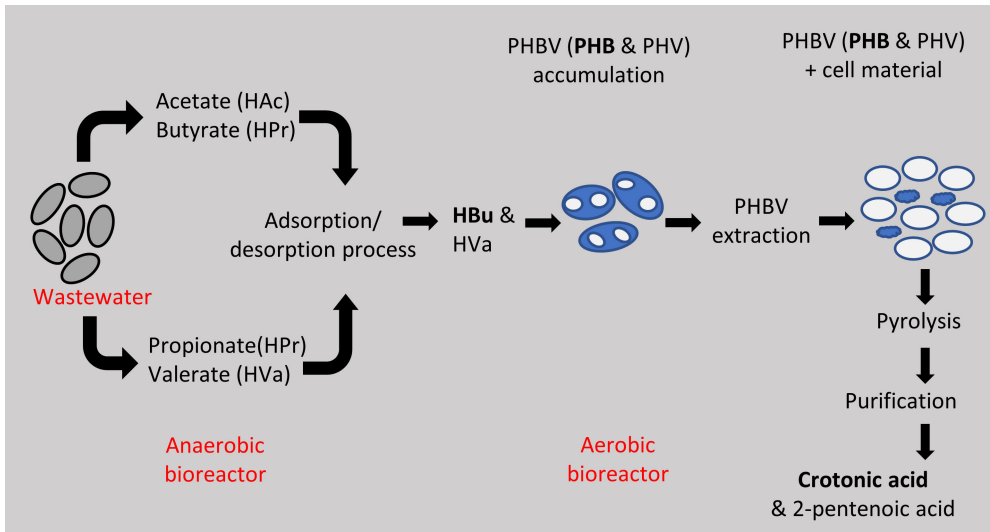 PHBV (PHB & PHV)
accumulation
PHBV (PHB & PHV)
+ cell material
Acetate (HAc)
Butyrate (HPr)
Adsorption/
desorption process
HBu &
HVa
PHBV
extraction
Wastewater
Propionate(HPr)
Valerate (HVa)
Pyrolysis
Purification
Anaerobic
bioreactor
Aerobic
bioreactor
Crotonic acid
& 2-pentenoic acid